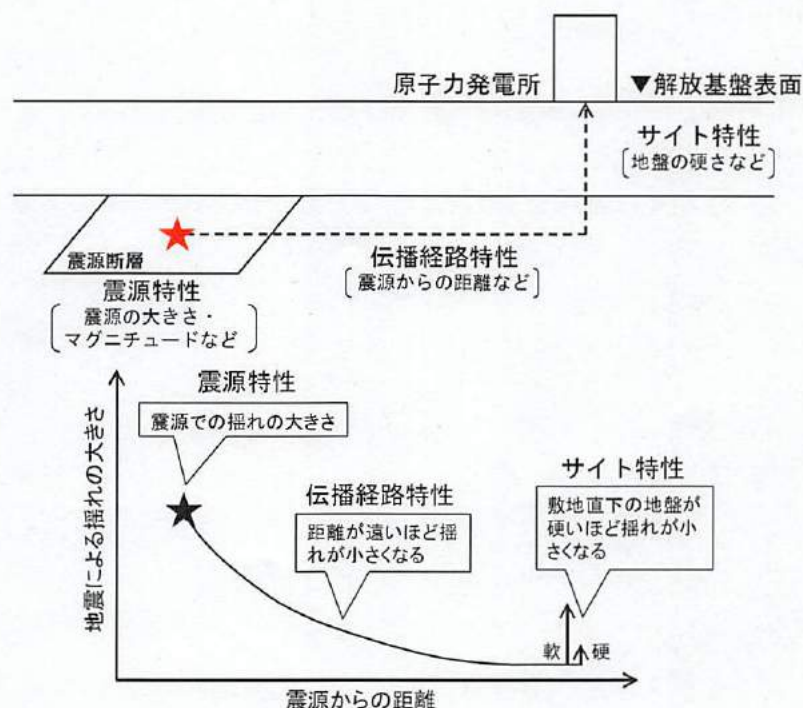 原子力発電所
▼解放基盤表面
サイト特性
〔地盤の硬さなど〕
震源断層
伝播経路特性
〔震源からの距離など〕
震源特性
〔震源の大きさ・
マグニチュードなど〕
地震による揺れの大きさ
震源特性
震源での揺れの大きさ
伝播経路特性
距離が遠いほど揺
れが小さくなる
サイト特性
敷地直下の地盤が
硬いほど揺れが小
さくなる
軟
硬
震源からの距離